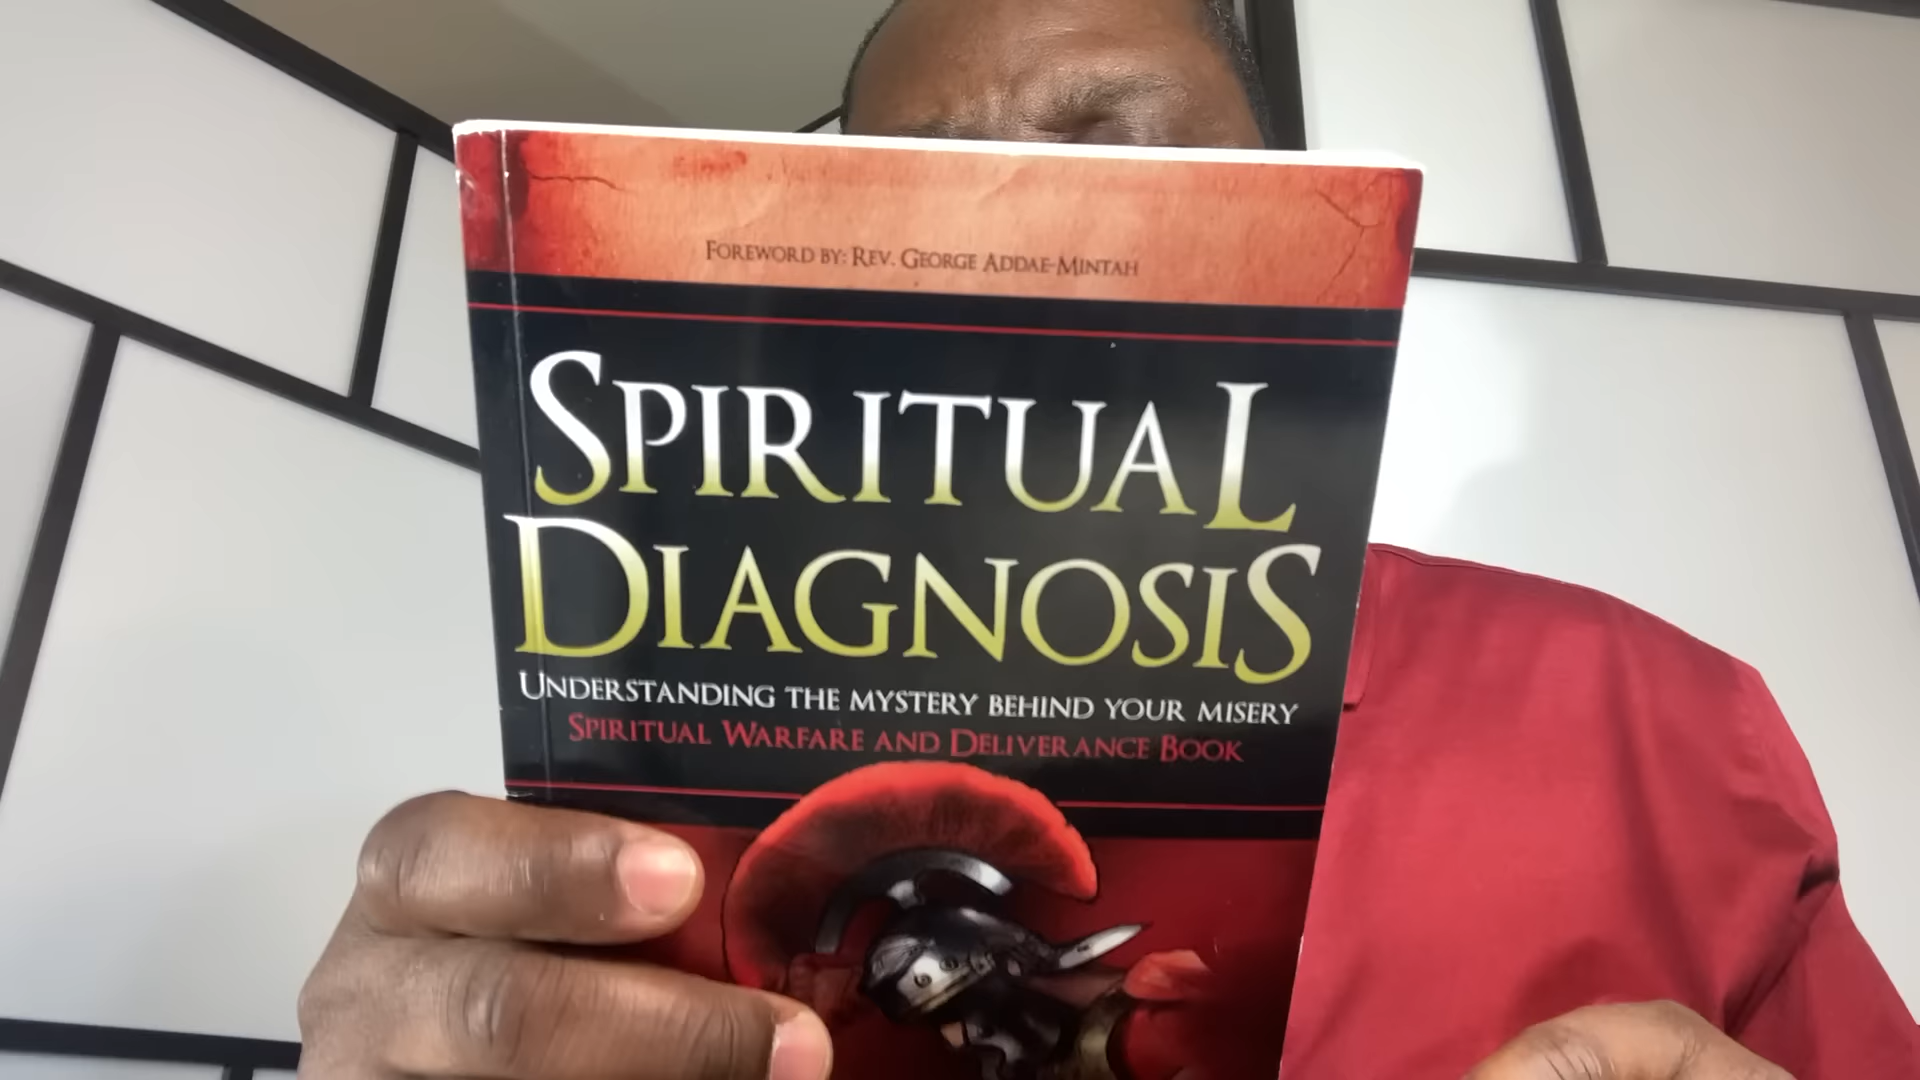 FOREWORD BY: REV. GEORGE ADDAE-MINTAH
SPIRITUAL
DIAGNOSIS
UNDERSTANDING THE MYSTERY BEHIND YOUR MISERY
SPIRITUAL WARFARE AND DELIVERANCE BOOK